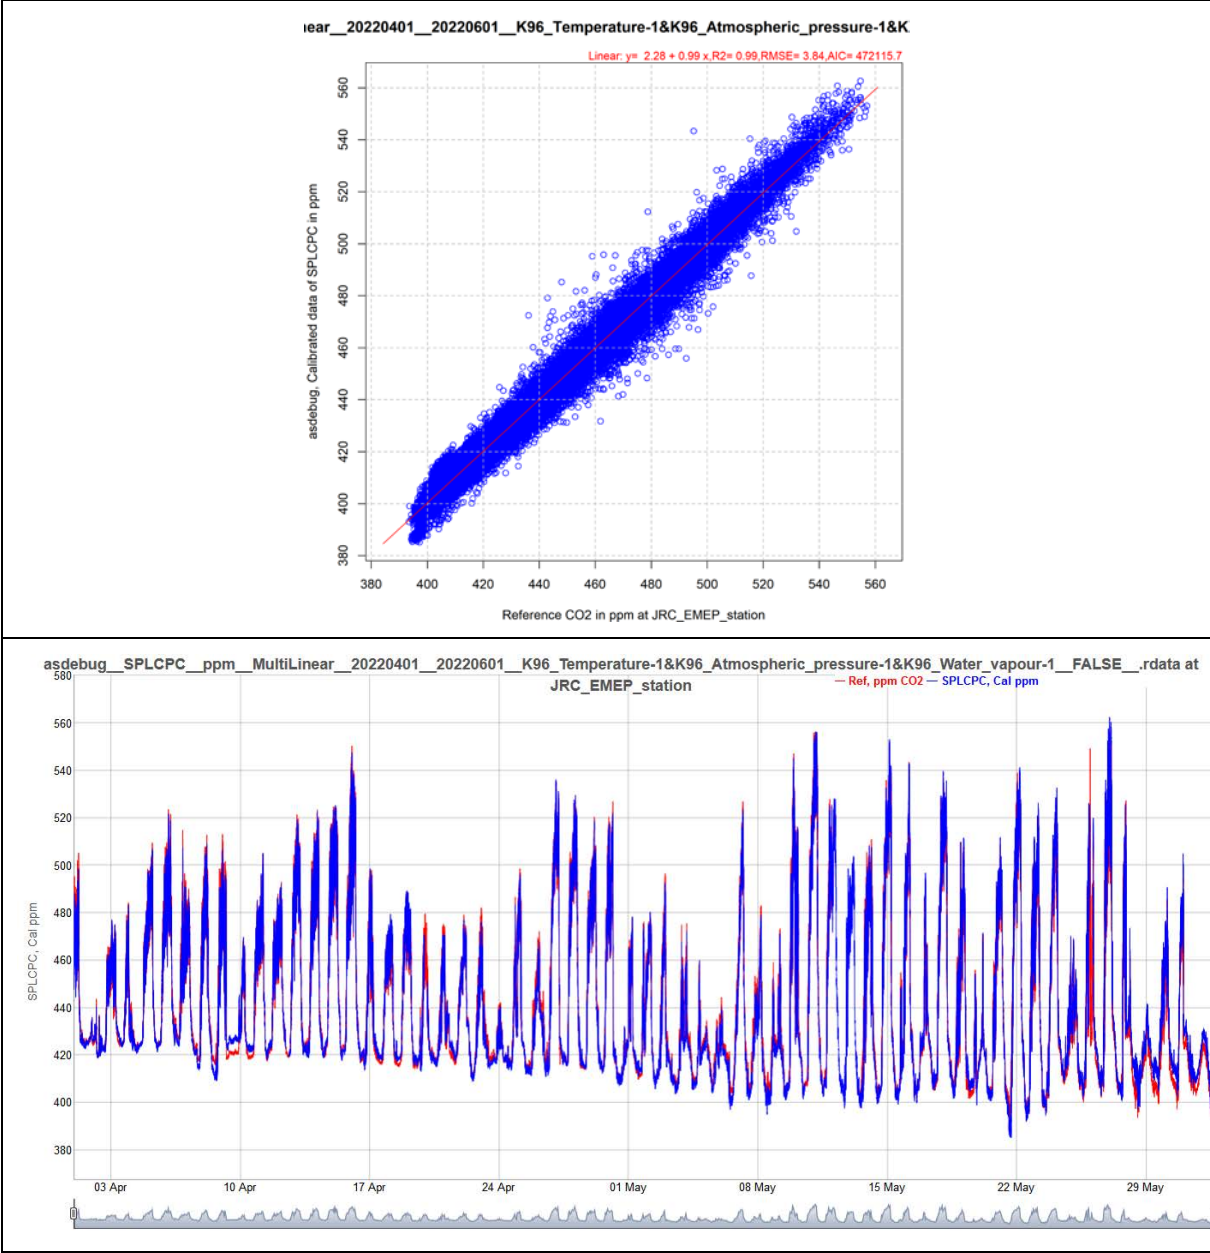 near__20220401__20220601__K96_Temperature-1&K96_Atmospheric_pressure-1&K
Linear: y= 2.28 + 0.99 x,R2= 0.99,RMSE= 3.84,AIC= 472115.7
asdebug, Calibrated data of SPLCPC in ppm
560
540
520
500
480
460
440
420
400
380
380 400 420 440 460 480 500 520 540 560
Reference CO2 in ppm at JRC_EMEP_station
asdebug__SPLCPC__ppm__MultiLinear__20220401__20220601__K96_Temperature-1&K96_Atmospheric_pressure-1&K96_Water_vapour-1__FALSE__.rdata at
JRC_EMEP_station
Ref, ppm CO2 SPLCPC, Cal ppm
SPLCPC, Cal ppm
580
560
540
520
500
480
460
440
420
400
380
03 Apr 10 Apr 17 Apr 24 Apr 01 May 08 May 15 May 22 May 29 May